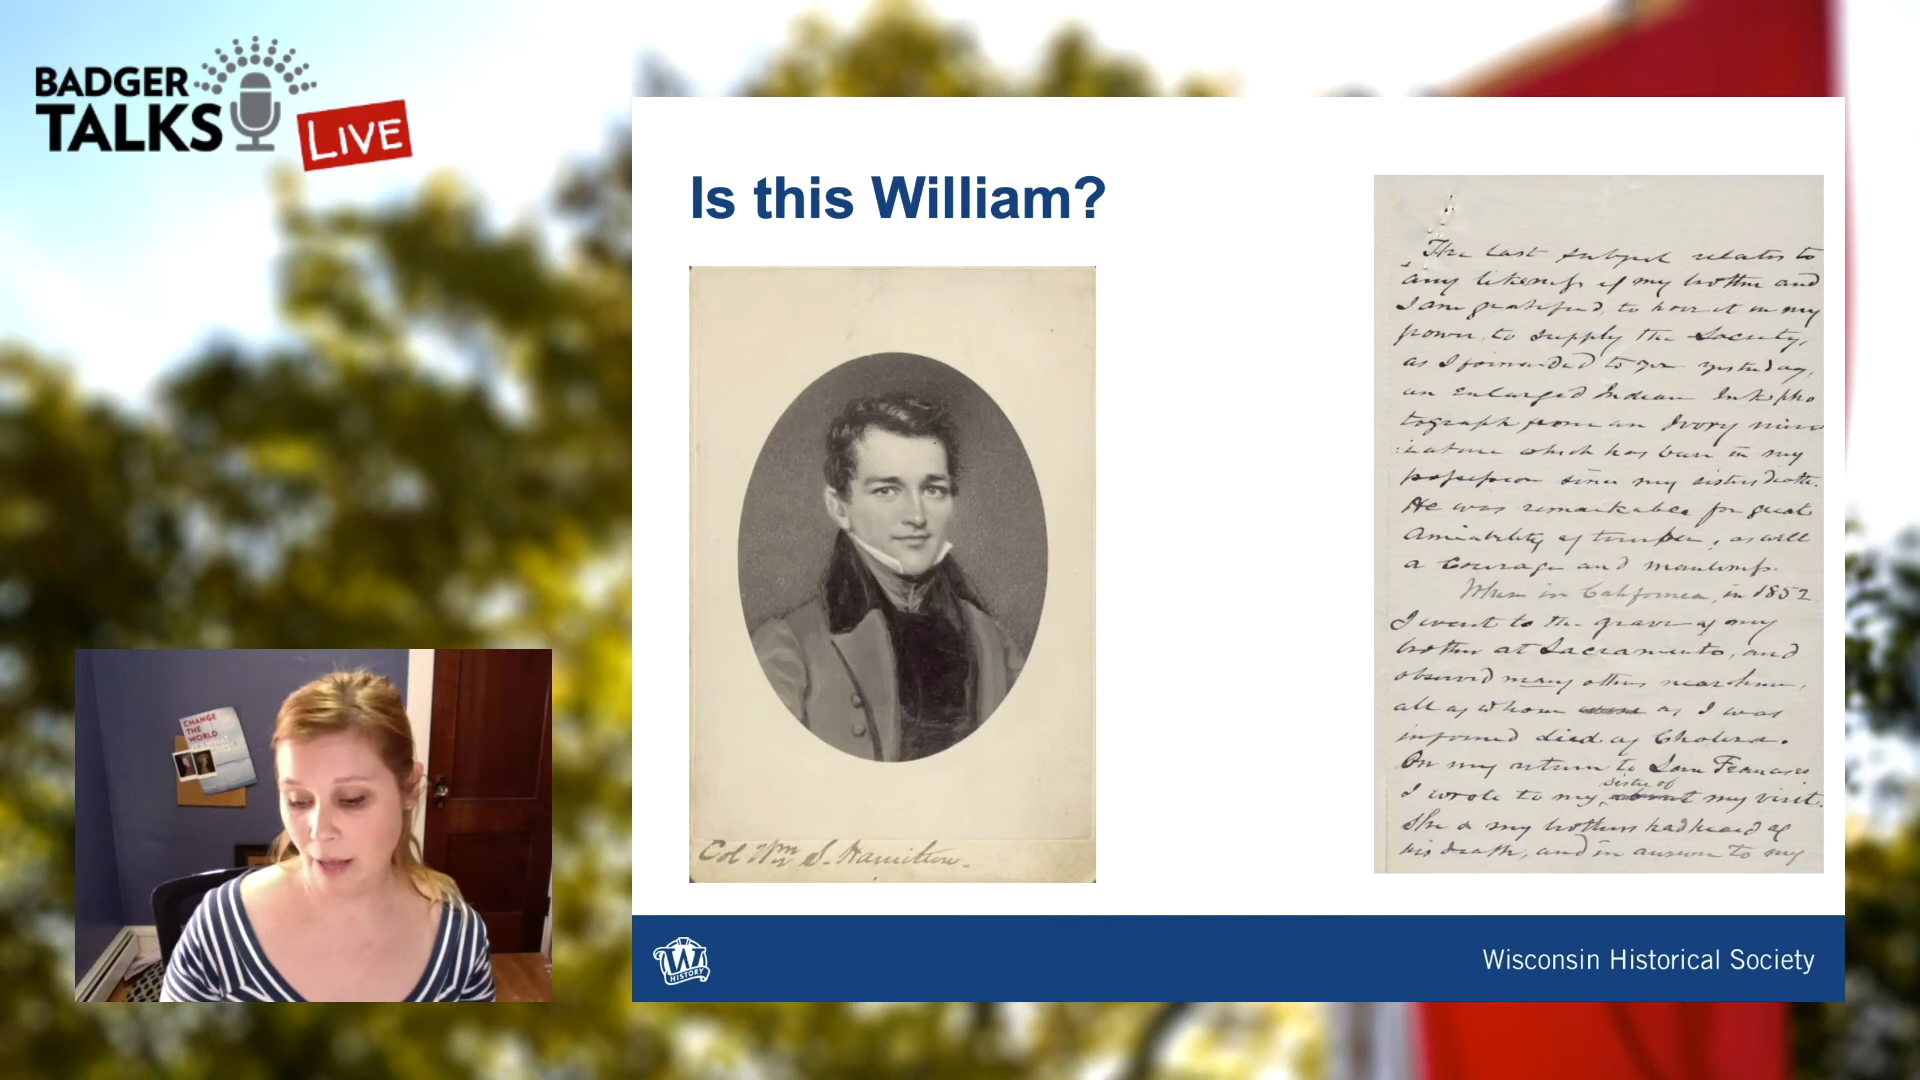 BADGER
TALKS
LIVE
Is this William?
Col Wm S. Hamilton.
The last subject relates to
any likeness of my brother and
I am gratified, to have it in my
power to supply the Society,
as I forwarded to you yesterday,
an enlarged Indian Ink pho
tograph from an Ivory mini
:iature which has been in my
possession since my sisters death.
He was remarkable for great
Amiability of temper, as well
a Courage and manliness.
When in California, in 1852
I went to the grave of my
brother at Sacramento, and
observed many others near him,
all of whom as I was
informed died of Cholera.
On my return to San Francisco
sister of
I wrote to my my visit.
She & my brothers had heard of
his death, and in answer to my
CHANGE
THE
WORLD
HISTORY
Wisconsin Historical Society